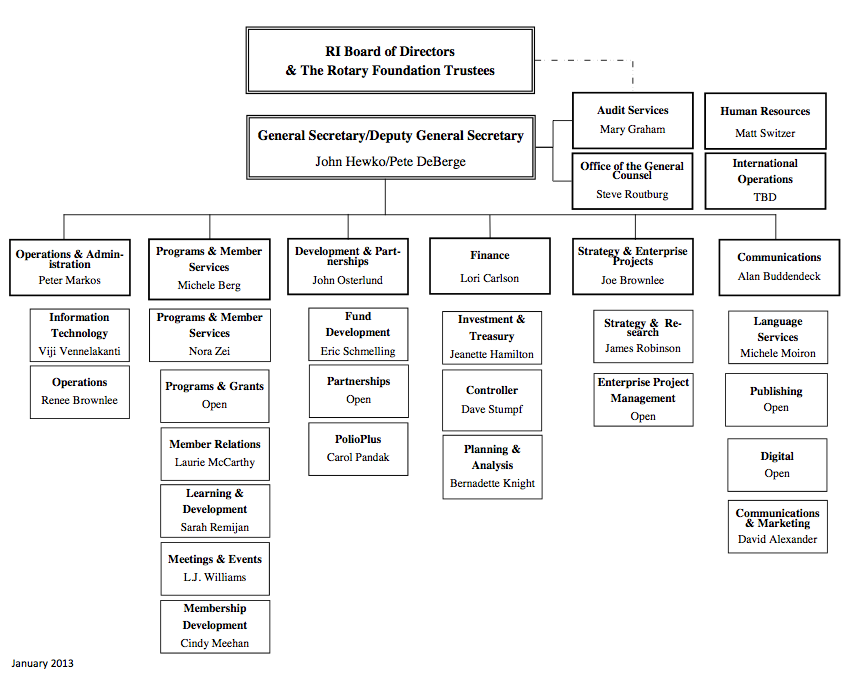 RI Board of Directors
& The Rotary Foundation Trustees
General Secretary/Deputy General Secretary
John Hewko/Pete DeBerge
Audit Services
Mary Graham
Human Resources
Matt Switzer
Office of the General
Counsel
Steve Routburg
International
Operations
TBD
Operations & Admin-
istration
Peter Markos
Information
Technology
Viji Vennelakanti
Operations
Renee Brownlee
Programs & Member
Services
Michele Berg
Programs & Member
Services
Nora Zei
Programs & Grants
Open
Member Relations
Laurie McCarthy
Learning &
Development
Sarah Remijan
Meetings & Events
L.J. Williams
Membership
Development
Cindy Meehan
Development & Part-
nerships
John Osterlund
Fund
Development
Eric Schmelling
Partnerships
Open
PolioPlus
Carol Pandak
Finance
Lori Carlson
Investment &
Treasury
Jeanette Hamilton
Controller
Dave Stumpf
Planning &
Analysis
Bernadette Knight
Strategy & Enterprise
Projects
Joe Brownlee
Strategy & Re-
search
James Robinson
Enterprise Project
Management
Open
Communications
Alan Buddendeck
Language
Services
Michele Moiron
Publishing
Open
Digital
Open
Communications
& Marketing
David Alexander
January 2013